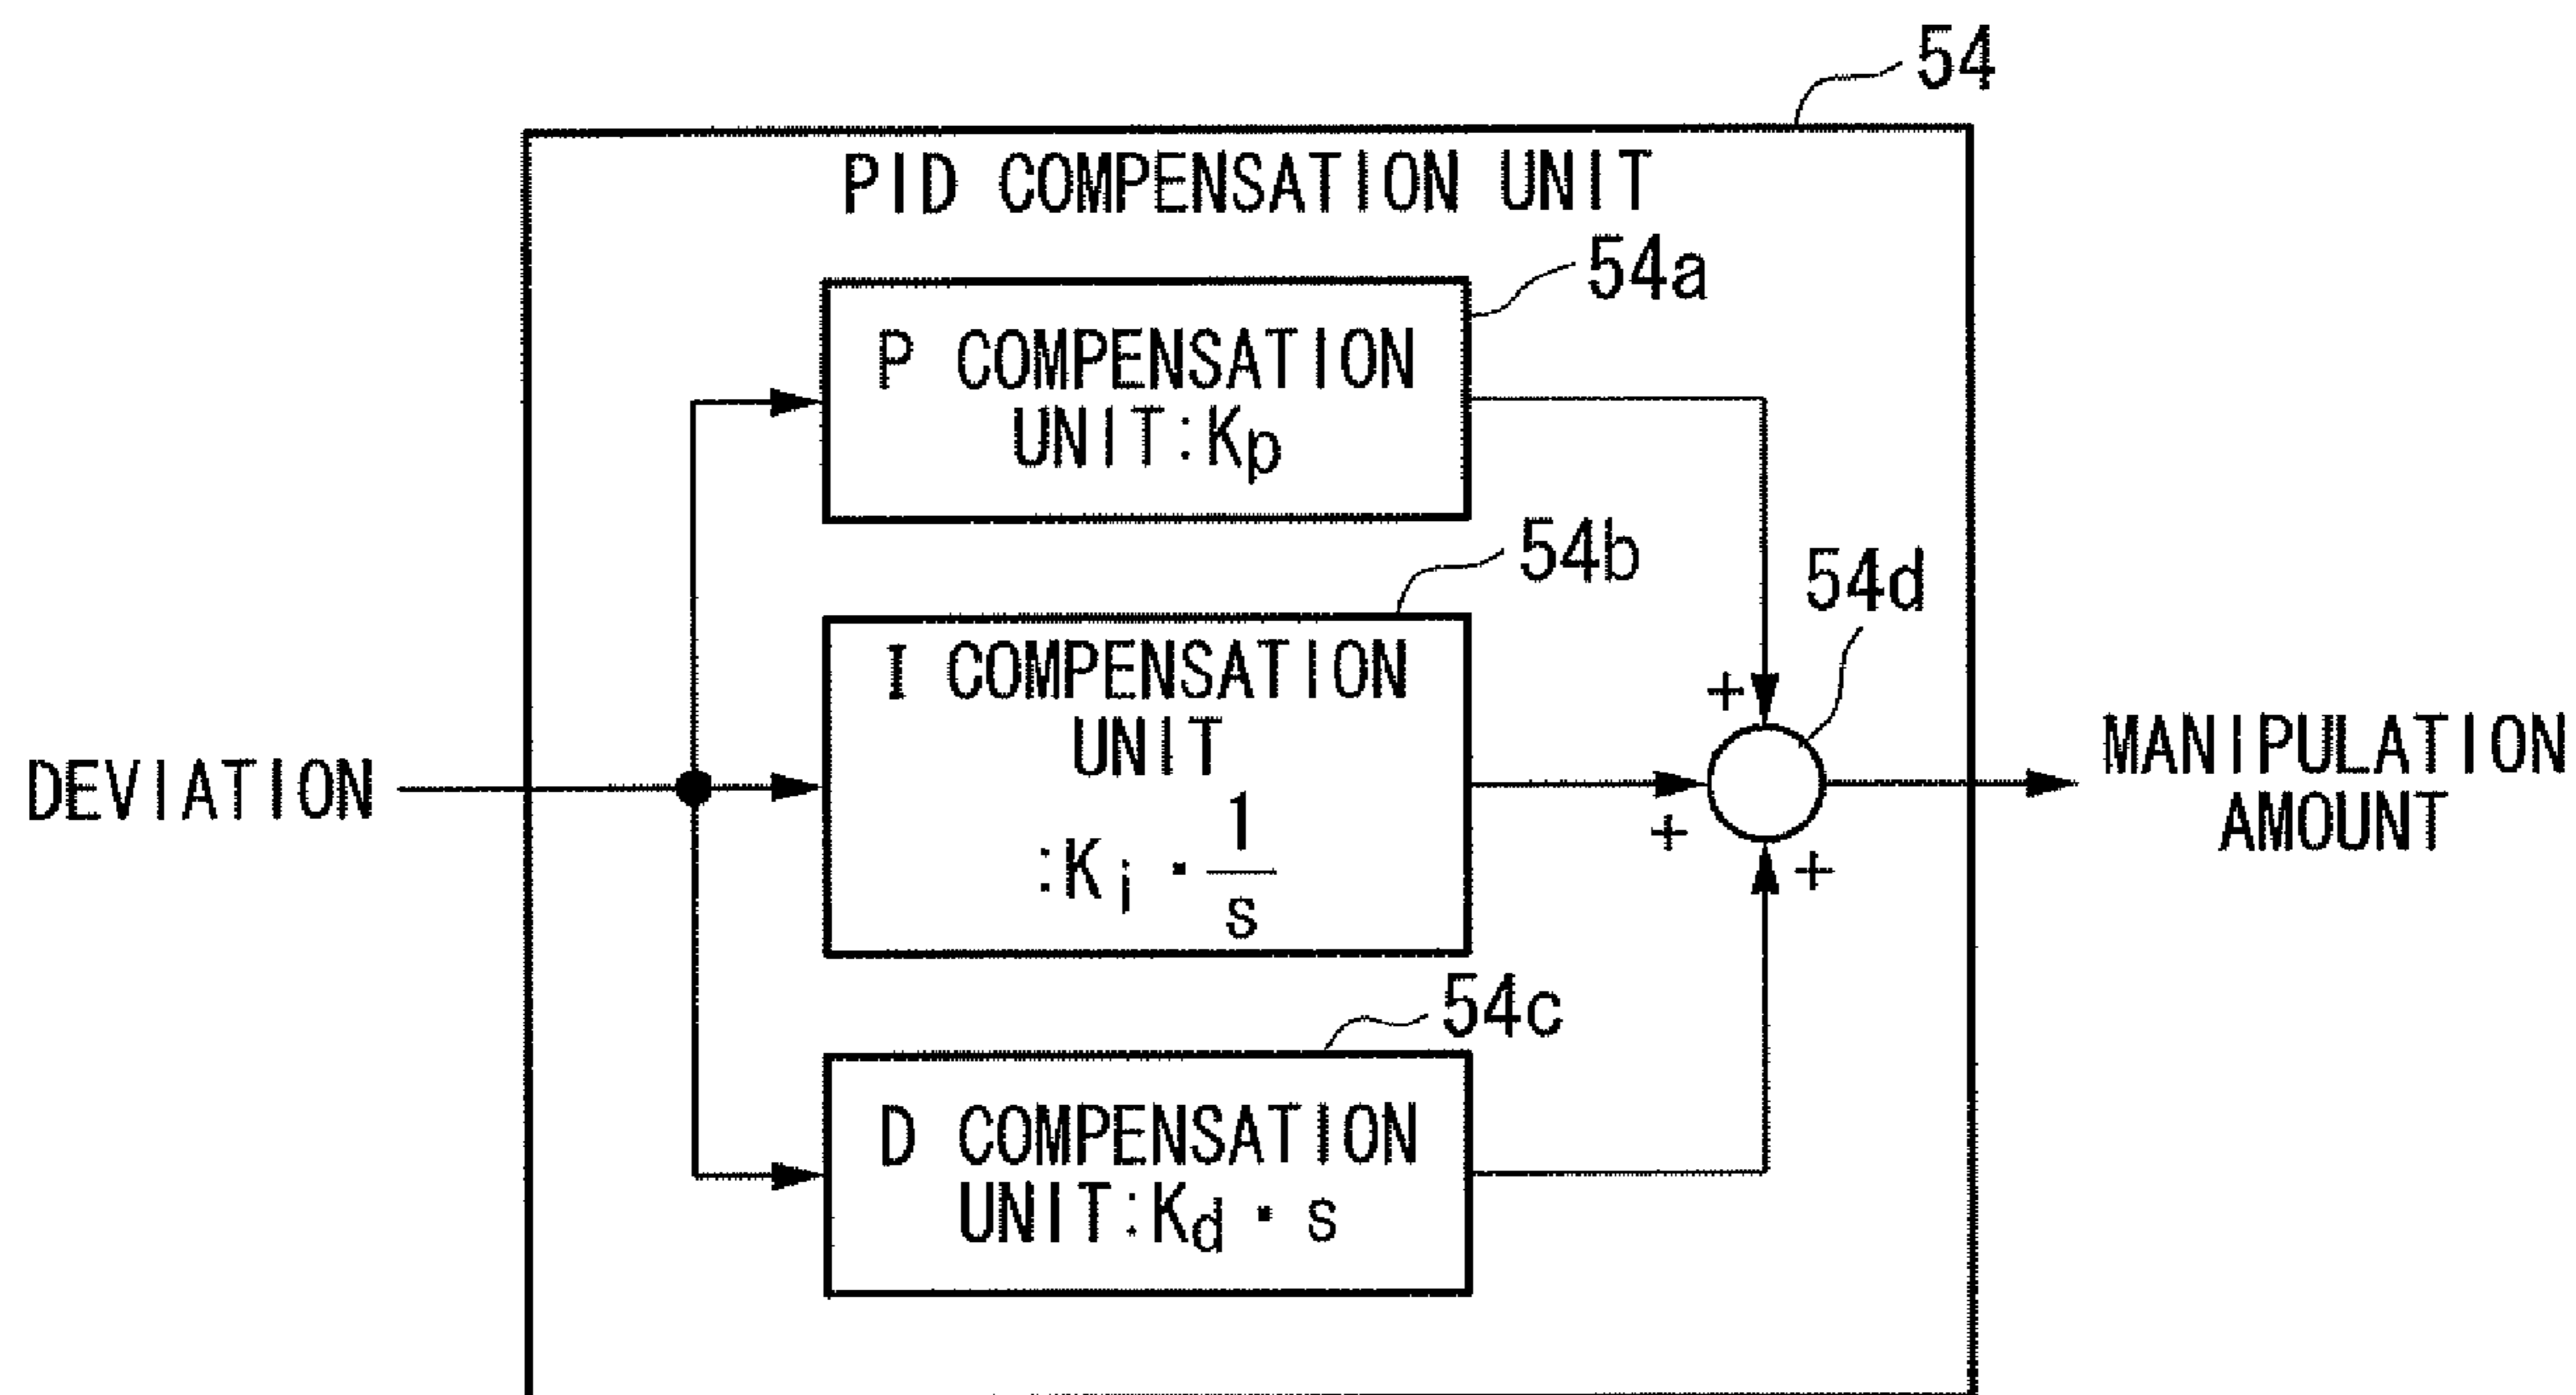 54
PID COMPENSATION UNIT
54a
P COMPENSATION
UNIT:Kp
54b
I COMPENSATION
UNIT
:Ki・1/s
54c
D COMPENSATION
UNIT:Kd・s
54d
+
+
+
DEVIATION
MANIPULATION
AMOUNT